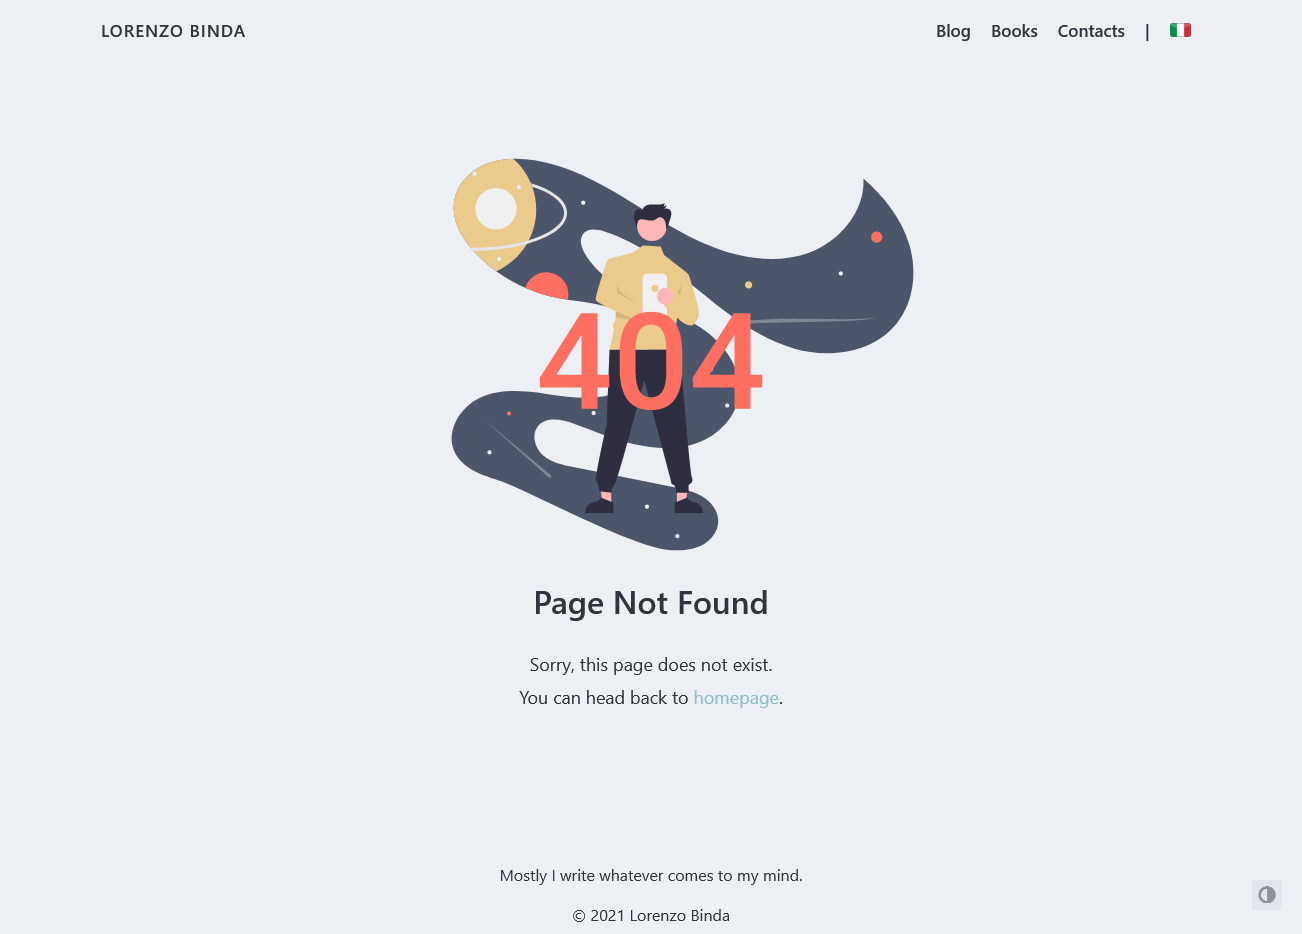 LORENZO BINDA
Blog Books Contacts |
404
Page Not Found
Sorry, this page does not exist.
You can head back to homepage.
Mostly I write whatever comes to my mind.
© 2021 Lorenzo Binda